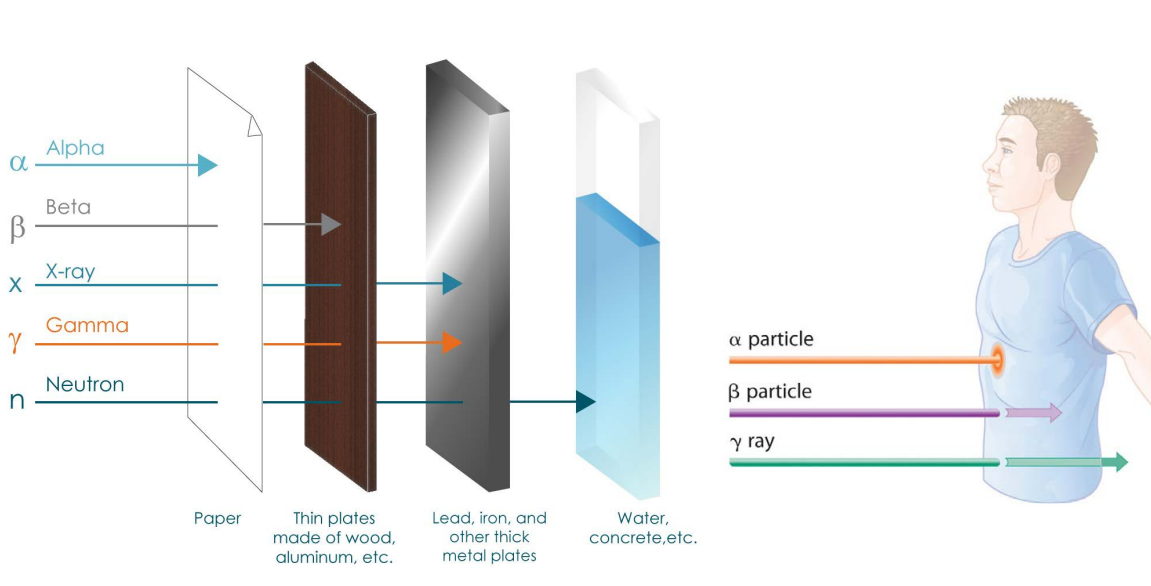 α Alpha
β Beta
x X-ray
γ Gamma
n Neutron
Paper
Thin plates
made of wood,
aluminum, etc.
Lead, iron, and
other thick
metal plates
Water,
concrete,etc.
α particle
β particle
γ ray